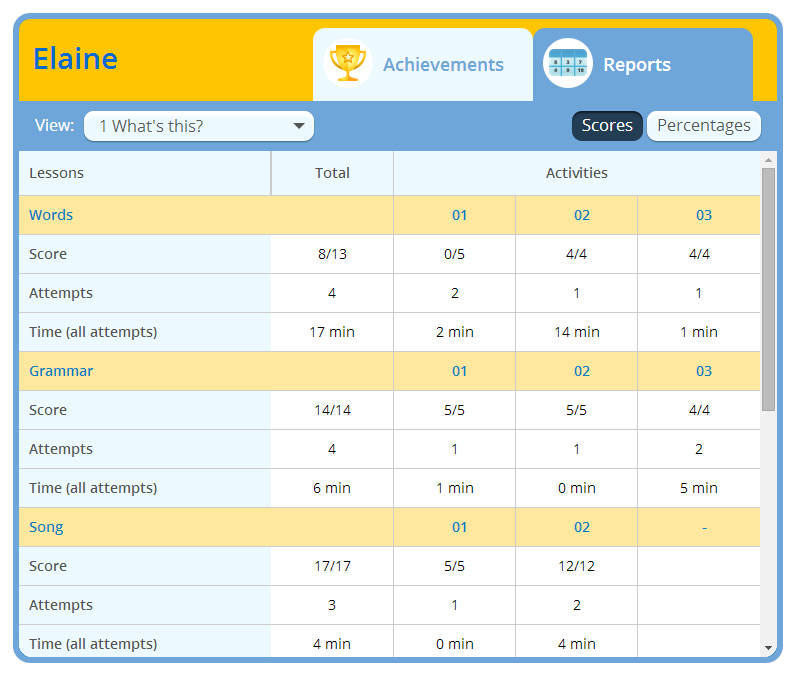 Elaine
Achievements
Reports
View: 1 What's this?
Scores Percentages
Lessons Total Activities
Words 01 02 03
Score 8/13 0/5 4/4 4/4
Attempts 4 2 1 1
Time (all attempts) 17 min 2 min 14 min 1 min
Grammar 01 02 03
Score 14/14 5/5 5/5 4/4
Attempts 4 1 1 2
Time (all attempts) 6 min 1 min 0 min 5 min
Song 01 02 -
Score 17/17 5/5 12/12
Attempts 3 1 2
Time (all attempts) 4 min 0 min 4 min